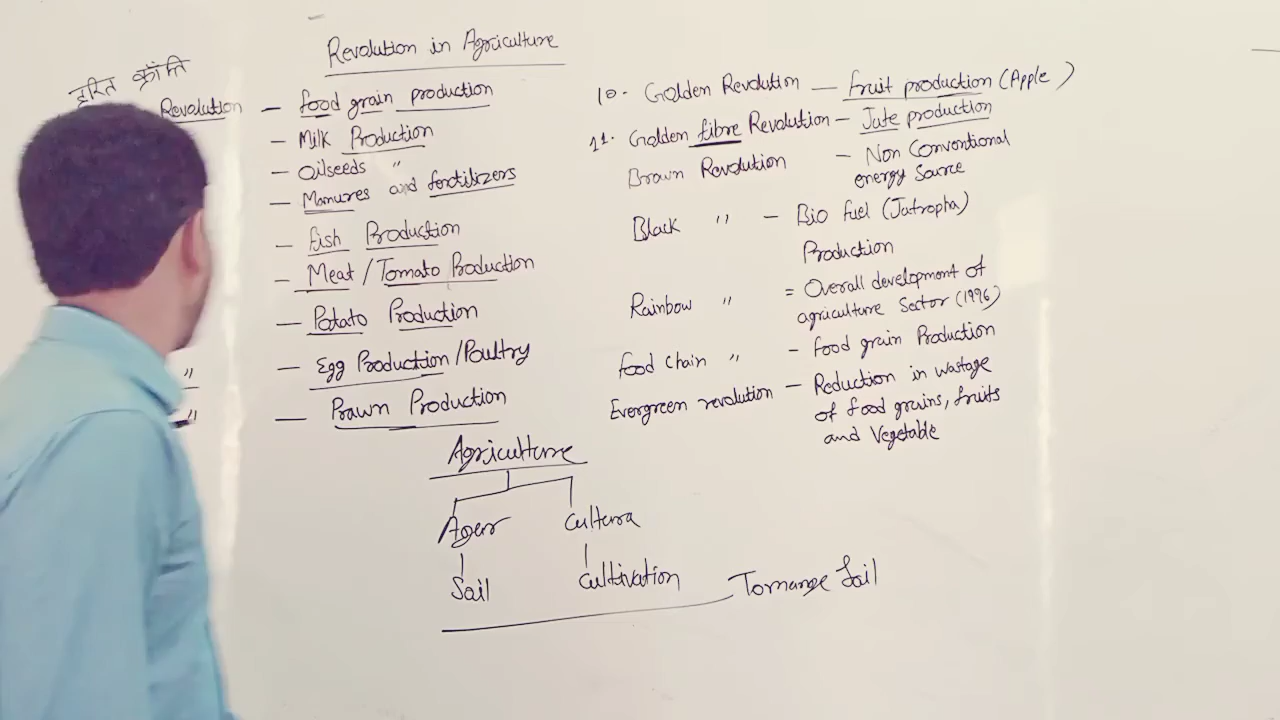 Revolution in Agriculture
हरित क्रॉंति
Revolution — food grain production
— Milk Production
— Oilseeds "
— Manures and fertilizers
— Fish Production
— Meat / Tomato Production
— Potato Production
" — Egg Production / Poultry
" — Prawn Production
10. Golden Revolution — fruit production (Apple)
11. Golden fibre Revolution — Jute production
Brown Revolution — Non Conventional
energy Source
Black " — Bio fuel (Jatropha)
Production
Rainbow " = Overall development of
agriculture Sector (1996)
food chain " — food grain Production
Evergreen revolution — Reduction in wastage
of food grains, fruits
and Vegetable
Agriculture
Ager Cultura
Soil Cultivation
Soil